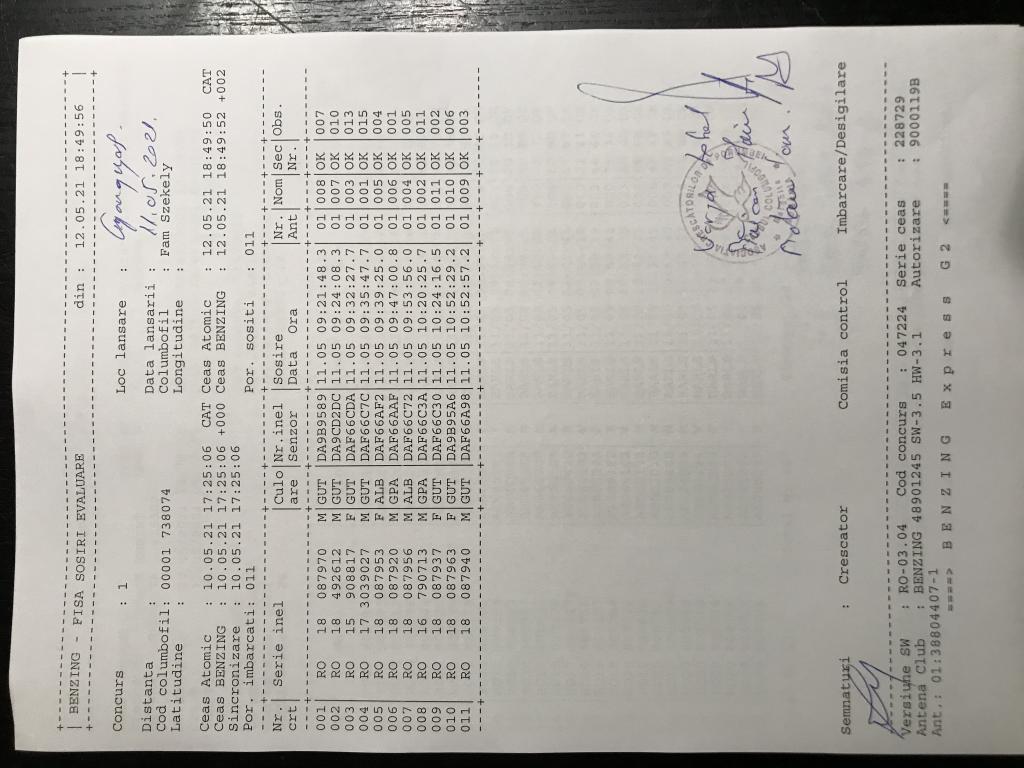 BENZING - FISA SOSIRI EVALUARE din : 12.05.21 18:49:56
Concurs : 1 Loc lansare :
Distanta : Data lansarii : 11.05.2021.
Cod columbofil: 00001 738074 Columbofil : Fam Szekely
Latitudine : Longitudine :
Ceas Atomic : 10.05.21 17:25:06 CAT Ceas Atomic : 12.05.21 18:49:50 CAT
Ceas BENZING : 10.05.21 17:25:06 +000 Ceas BENZING : 12.05.21 18:49:52 +002
Sincronizare : 10.05.21 17:25:06
Por. imbarcati: 011 Por. sositi : 011
Nr.| Serie inel |Culo|Nr.inel |Sosire |Nr |Nom|Sec|Obs.
crt| |are |Senzor |Data Ora |Ant| |Nr.|
001| RO 18 087970 M|GUT|DA9B9589|11.05 09:21:48.3 01 008 OK 007
002| RO 18 492612 M|GUT|DA9CD2DC|11.05 09:24:08.3 01 007 OK 010
003| RO 15 908817 F|GUT|DAF66CDA|11.05 09:32:27.7 01 003 OK 013
004| RO 17 3039027 M|GUT|DAF66C7C|11.05 09:35:47.7 01 001 OK 015
005| RO 18 087953 F|ALB|DAF66AF2|11.05 09:39:25.0 01 005 OK 004
006| RO 18 087920 M|GPA|DAF66AAF|11.05 09:47:00.8 01 006 OK 001
007| RO 18 087956 M|ALB|DAF66C72|11.05 09:53:56.0 01 004 OK 005
008| RO 16 790713 M|GPA|DAF66C3A|11.05 10:20:25.7 01 002 OK 011
009| RO 18 087937 F|GUT|DAF66C30|11.05 10:24:16.5 01 011 OK 002
010| RO 18 087963 F|GUT|DA9B92A6|11.05 10:52:29.2 01 010 OK 006
011| RO 18 087940 M|GUT|DAF66A98|11.05 10:52:57.2 01 009 OK 003
Semnaturi : Crescator Comisia control Imbarcare/Desigilare
Versiune SW : RO-03.04 Cod concurs : 047224 Serie ceas : 228729
Antena Club : BENZING 48901245 SW-3.5 HW-3.1 Autorizare : 9000119B
Ant.: 01:38804407-1
====> B E N Z I N G E x p r e s s G 2 <====